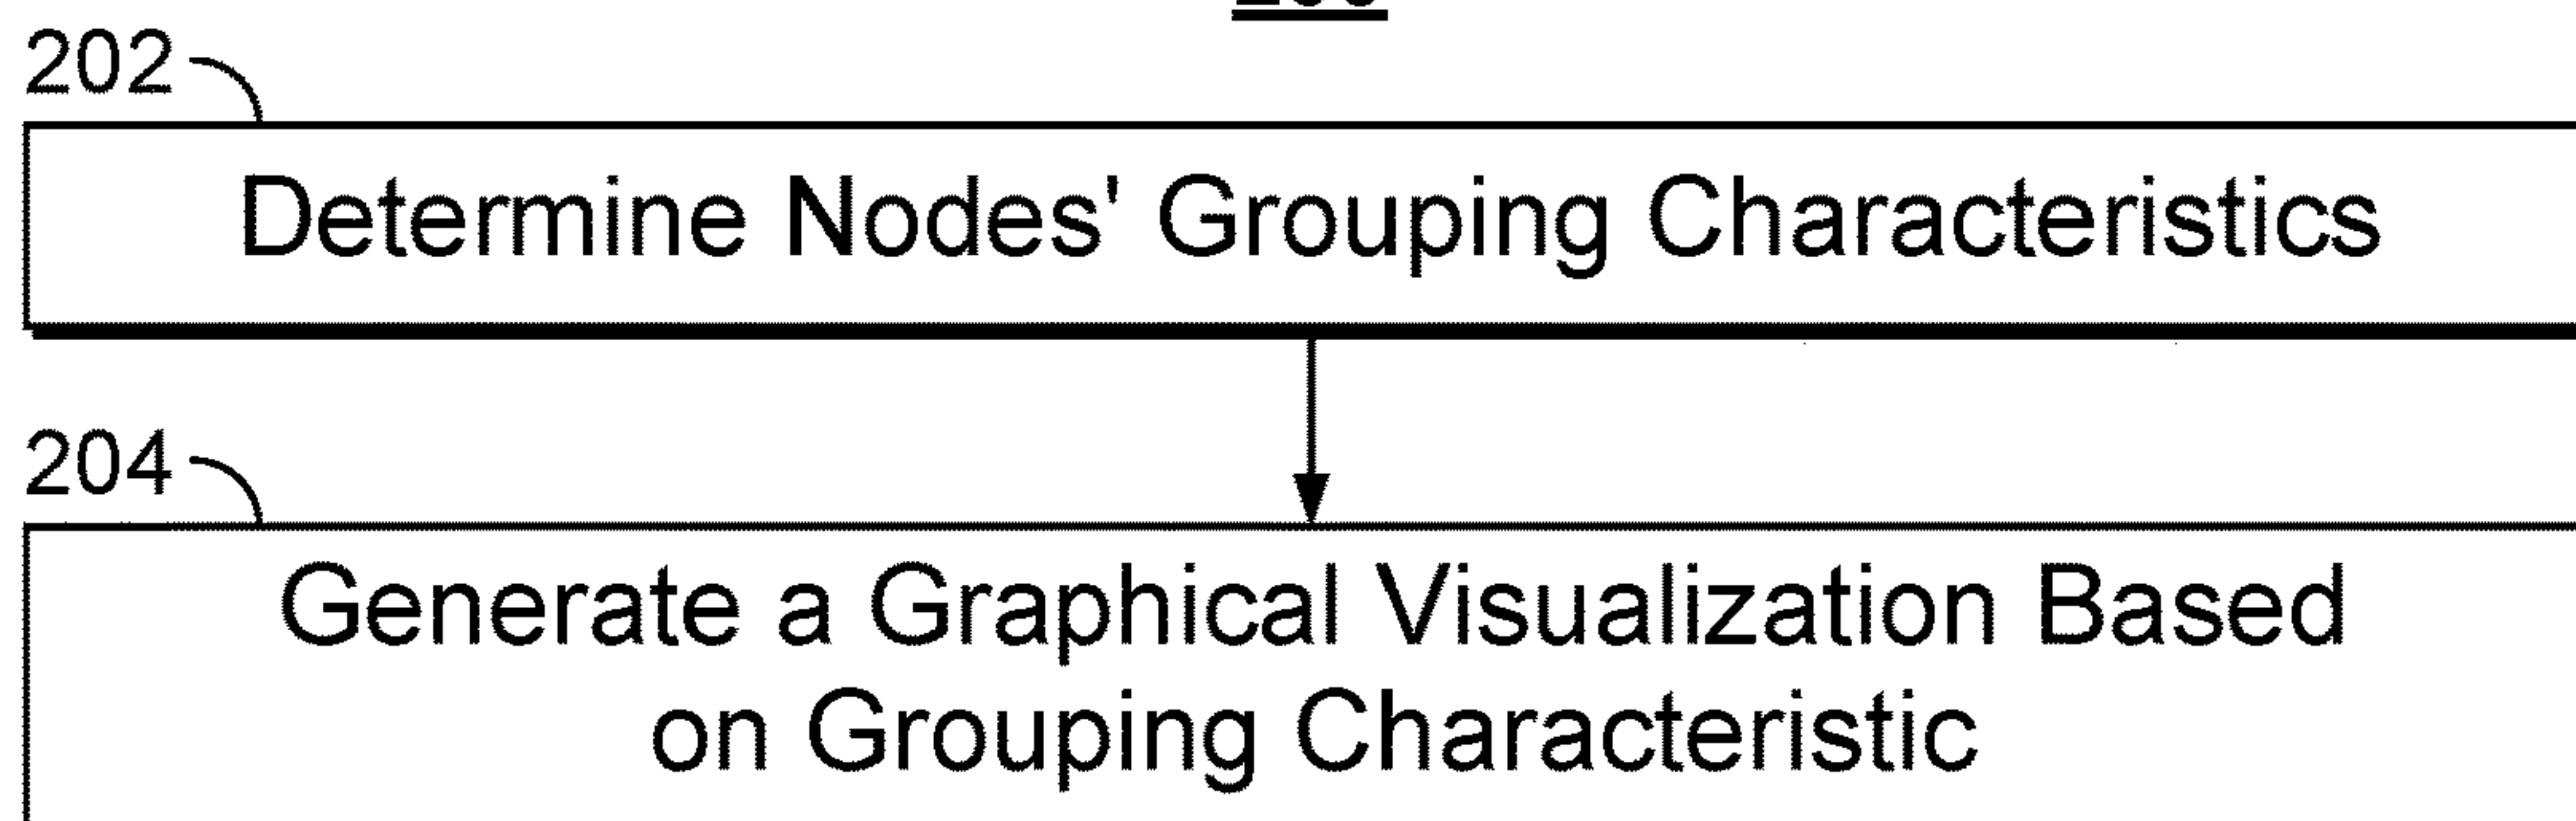 202
Determine Nodes' Grouping Characteristics
204
Generate a Graphical Visualization Based
on Grouping Characteristic